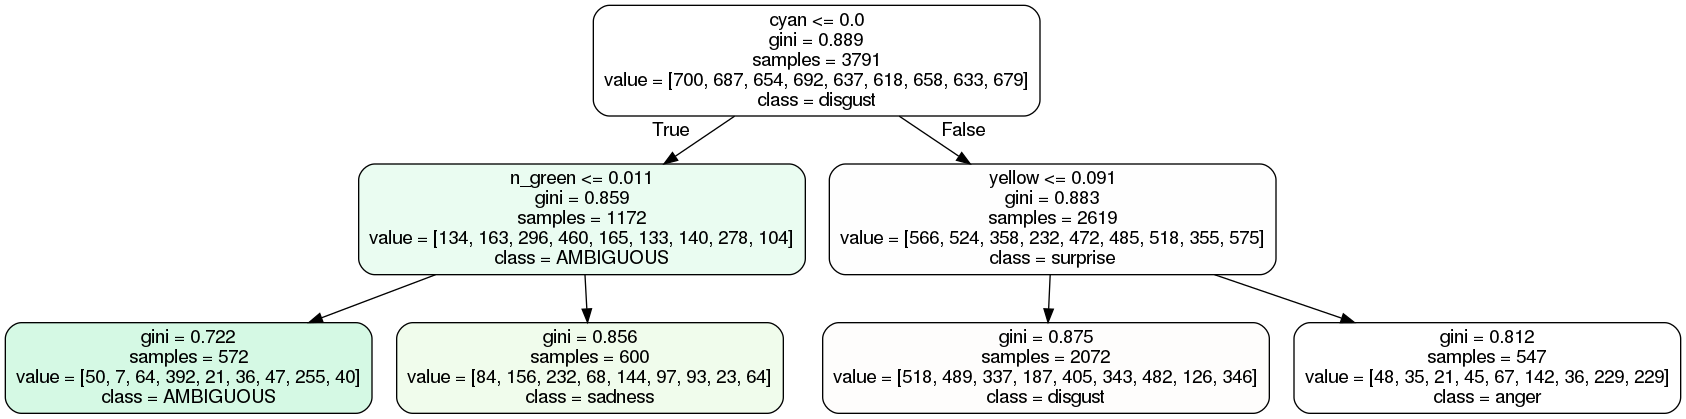 cyan <= 0.0
gini = 0.889
samples = 3791
value = [700, 687, 654, 692, 637, 618, 658, 633, 679]
class = disgust
True
False
n_green <= 0.011
gini = 0.859
samples = 1172
value = [134, 163, 296, 460, 165, 133, 140, 278, 104]
class = AMBIGUOUS
yellow <= 0.091
gini = 0.883
samples = 2619
value = [566, 524, 358, 232, 472, 485, 518, 355, 575]
class = surprise
gini = 0.722
samples = 572
value = [50, 7, 64, 392, 21, 36, 47, 255, 40]
class = AMBIGUOUS
gini = 0.856
samples = 600
value = [84, 156, 232, 68, 144, 97, 93, 23, 64]
class = sadness
gini = 0.875
samples = 2072
value = [518, 489, 337, 187, 405, 343, 482, 126, 346]
class = disgust
gini = 0.812
samples = 547
value = [48, 35, 21, 45, 67, 142, 36, 229, 229]
class = anger